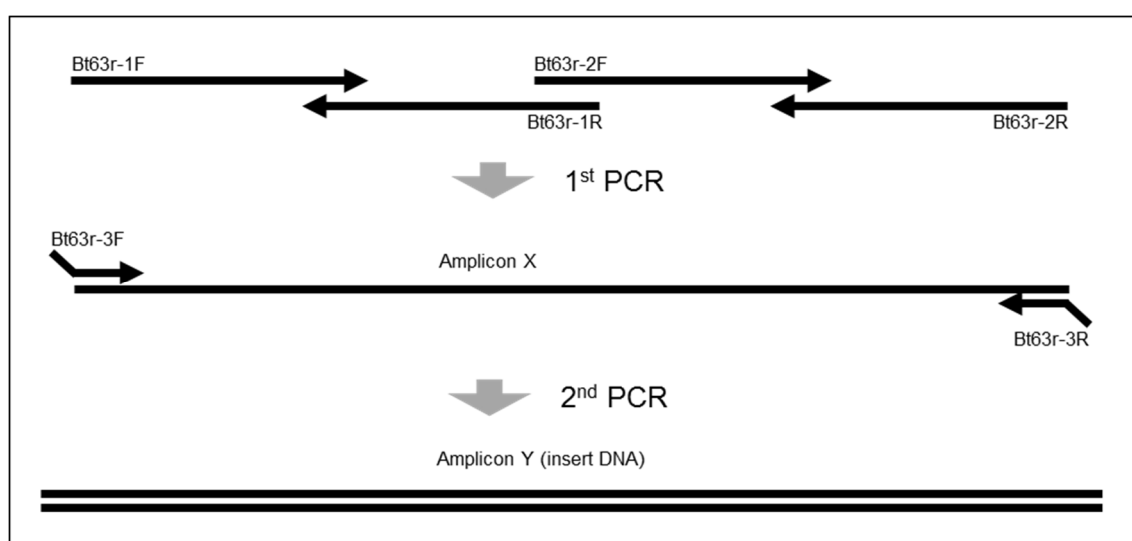 Bt63r-1F
Bt63r-2F
Bt63r-1R
Bt63r-2R
1st PCR
Bt63r-3F
Amplicon X
Bt63r-3R
2nd PCR
Amplicon Y (insert DNA)